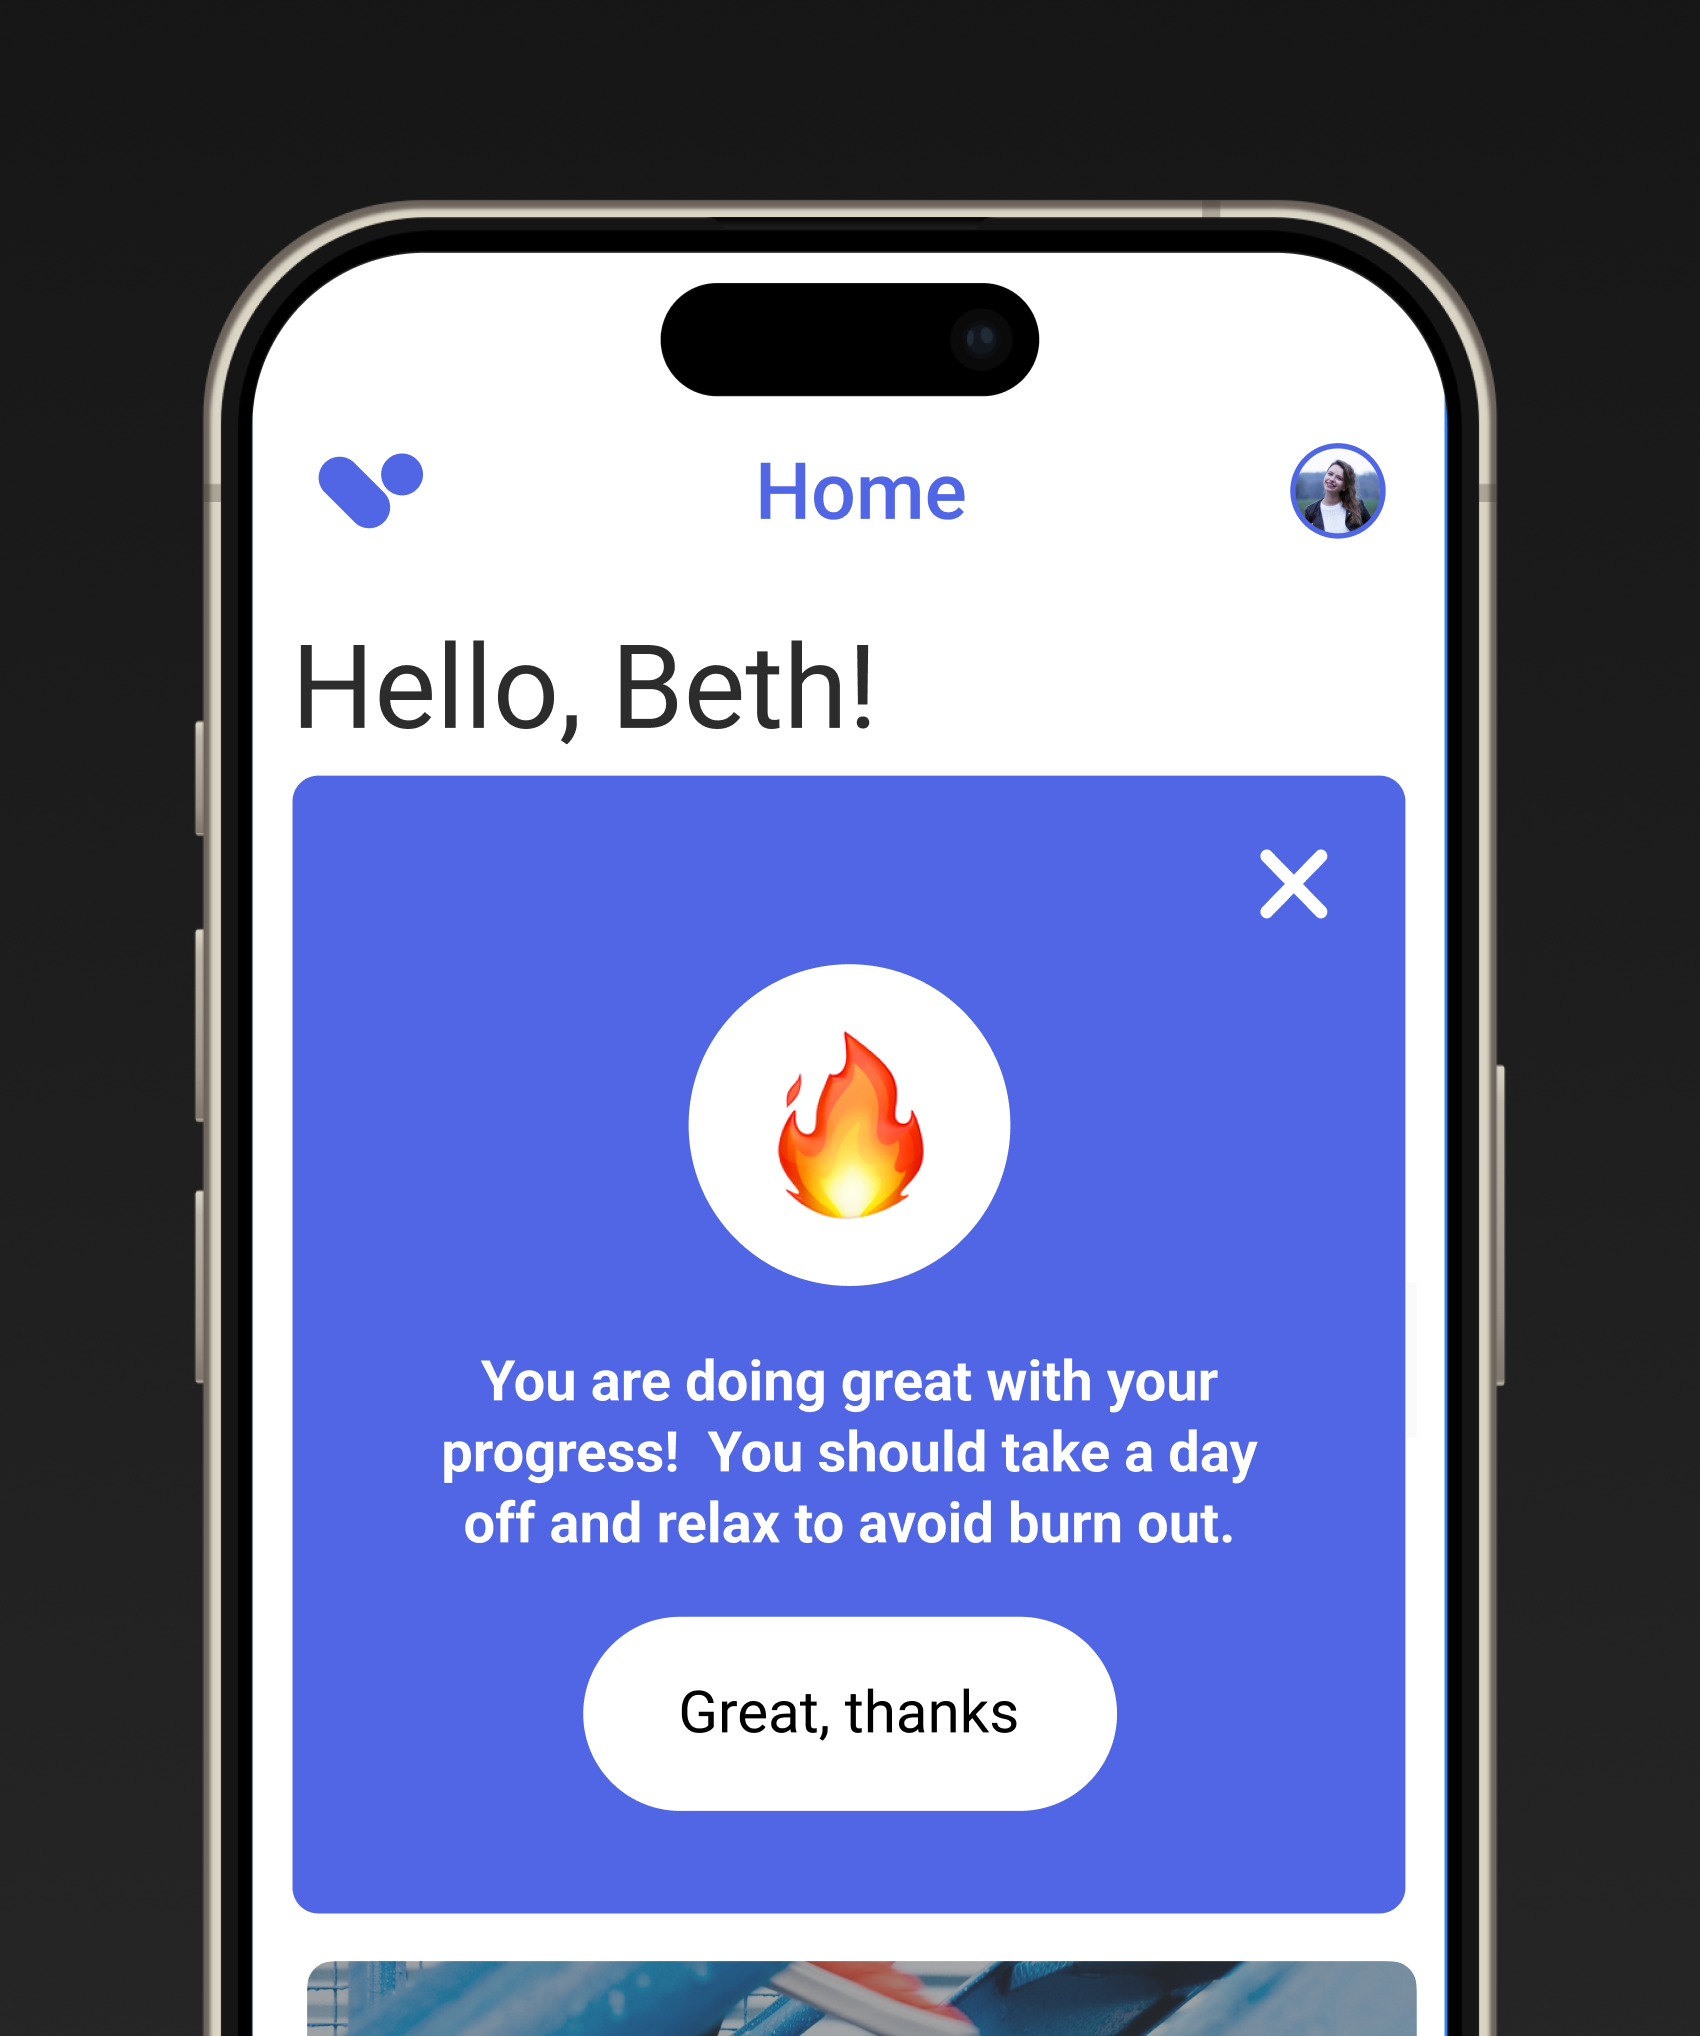 Home
Hello, Beth!
You are doing great with your
progress!  You should take a day
off and relax to avoid burn out.
Great, thanks